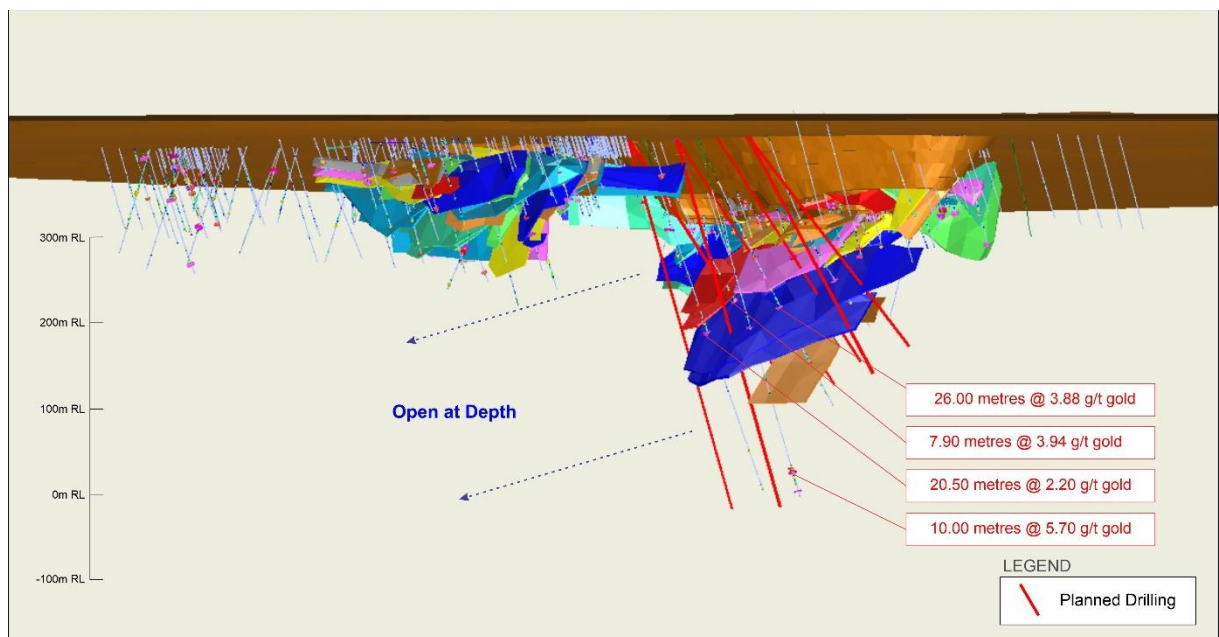 300m RL
200m RL
100m RL
0m RL
-100m RL
Open at Depth
26.00 metres @ 3.88 g/t gold
7.90 metres @ 3.94 g/t gold
20.50 metres @ 2.20 g/t gold
10.00 metres @ 5.70 g/t gold
LEGEND
Planned Drilling